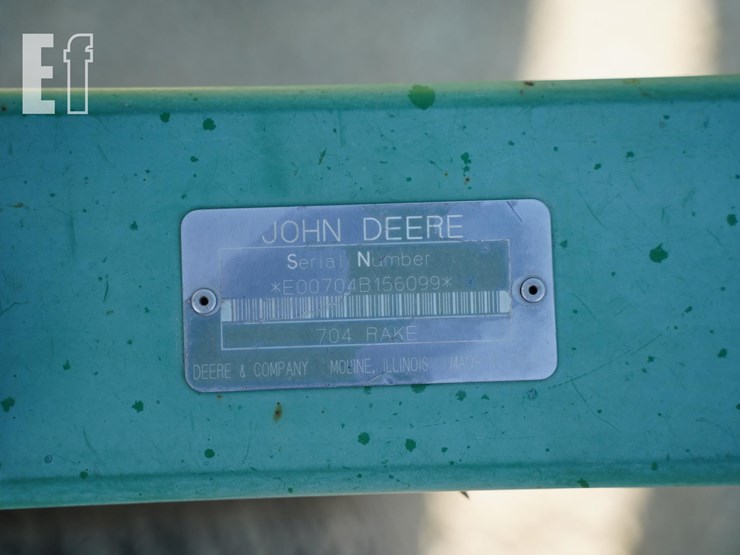 Ef
JOHN DEERE
Serial Number
*E00704B156099*
704 RAKE
DEERE & COMPANY MOLINE, ILLINOIS